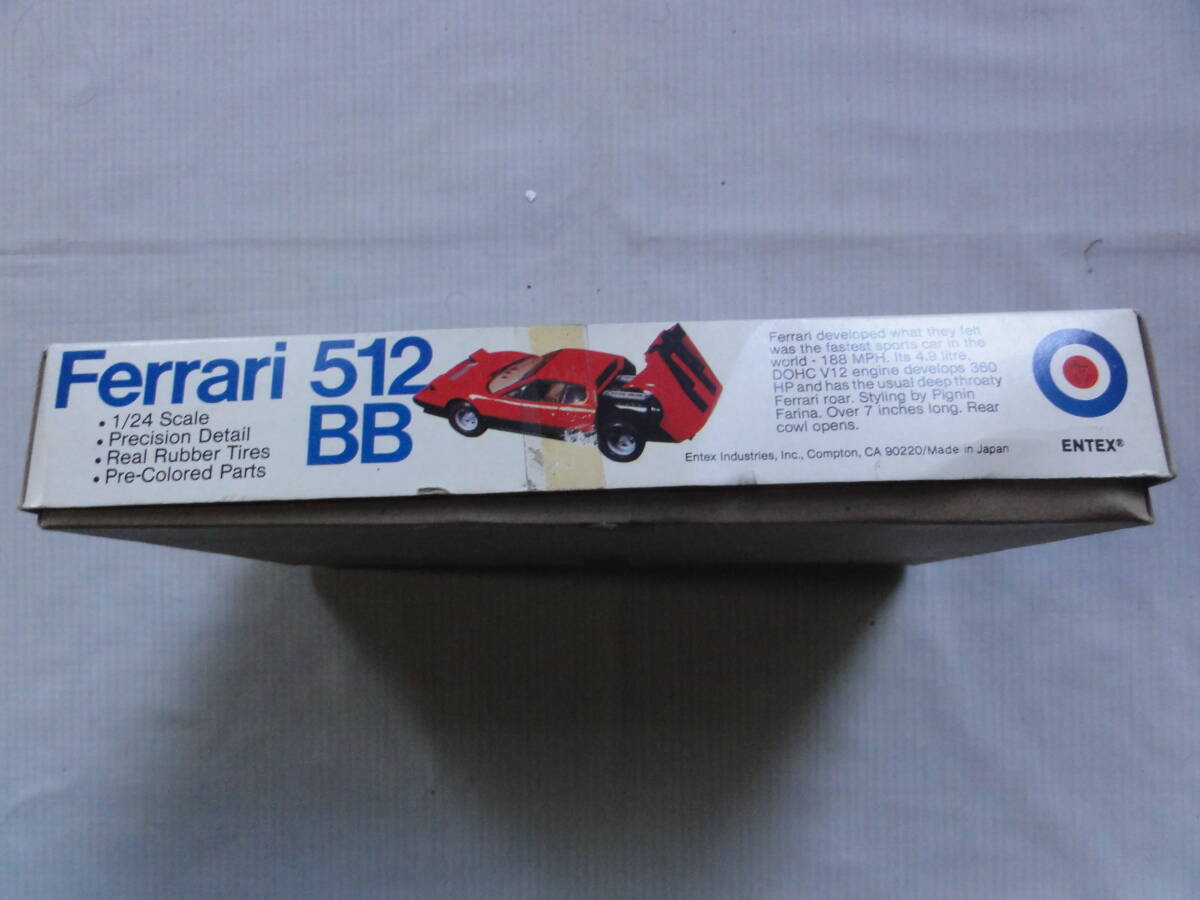 Ferrari 512
BB
• 1/24 Scale
• Precision Detail
• Real Rubber Tires
• Pre-Colored Parts
Ferrari developed what they felt
was the fastest sports car in the
world - 188 MPH. Its 4.9 litre,
DOHC V12 engine develops 380
HP and has the usual deep throaty
Ferrari roar. Styling by Pignin
Farina. Over 7 inches long. Rear
cowl opens.
Entex Industries, Inc., Compton, CA 90220/Made in Japan
ENTEX®